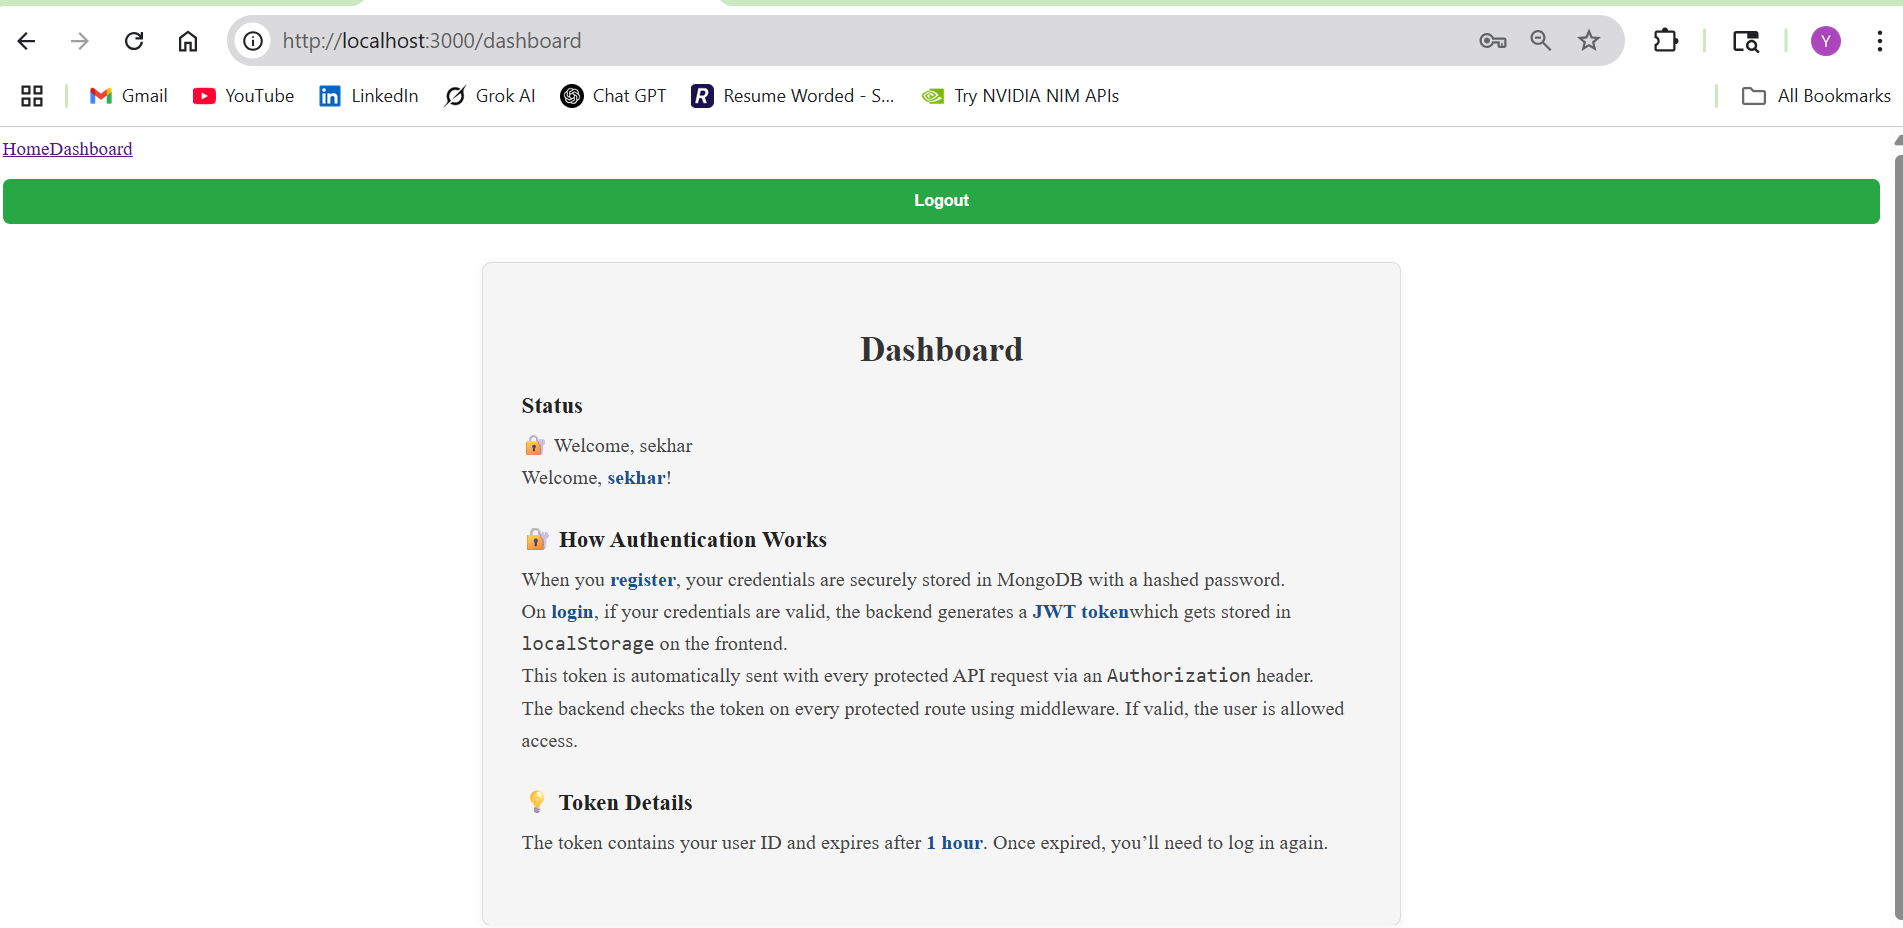 http://localhost:3000/dashboard
Y
Gmail YouTube LinkedIn Grok AI Chat GPT Resume Worded - S... Try NVIDIA NIM APIs All Bookmarks
HomeDashboard
Logout
Dashboard
Status
🔐 Welcome, sekhar
Welcome, sekhar!
🔐 How Authentication Works
When you register, your credentials are securely stored in MongoDB with a hashed password.
On login, if your credentials are valid, the backend generates a JWT tokenwhich gets stored in
localStorage on the frontend.
This token is automatically sent with every protected API request via an Authorization header.
The backend checks the token on every protected route using middleware. If valid, the user is allowed
access.
💡 Token Details
The token contains your user ID and expires after 1 hour. Once expired, you’ll need to log in again.